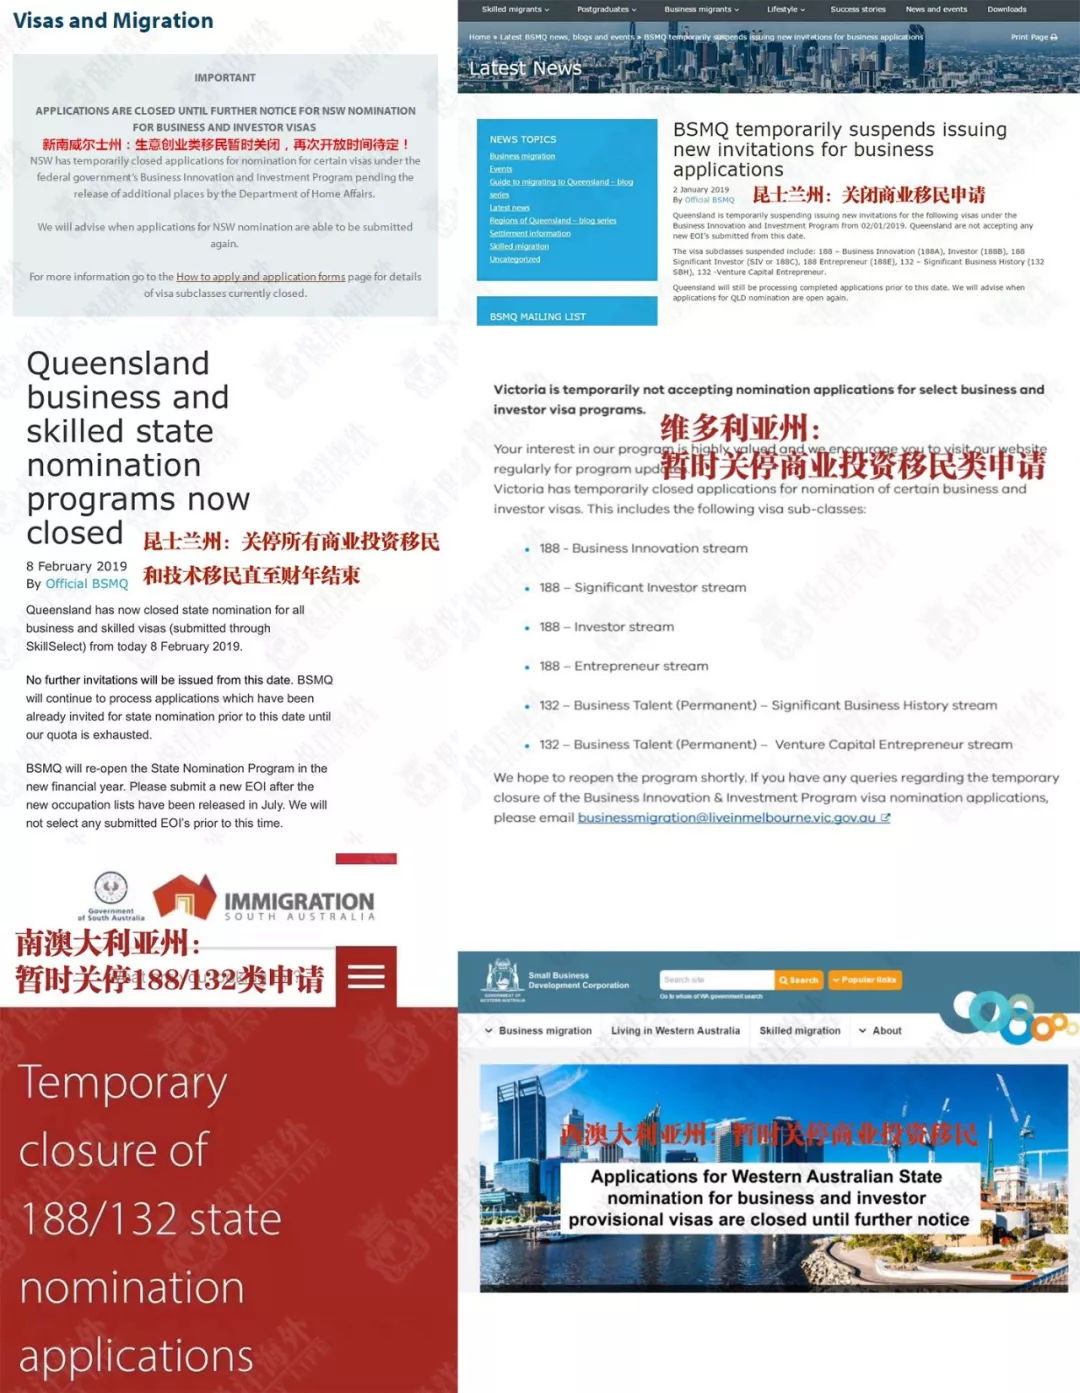 Visas and Migration
IMPORTANT
APPLICATIONS ARE CLOSED UNTIL FURTHER NOTICE FOR NSW NOMINATION
FOR BUSINESS AND INVESTOR VISAS
新南威尔士州：生意创业类移民暂时关闭，再次开放时间待定！
NSW has temporarily closed applications for nomination for certain visas under the
federal government's Business Innovation and Investment Program pending the
release of additional places by the Department of Home Affairs.
We will advise when applications for NSW nomination are able to be submitted
again.
For more information go to the How to apply and application forms page for details
of visa subclasses currently closed.
Skilled migrants
Postgraduates
Business migrants
Lifestyle
Success stories
News and events
Downloads
Home » Latest BSMQ news, blogs and events » BSMQ temporarily suspends issuing new invitations for business applications
Print Page
Latest News
NEWS TOPICS
Business migration
Events
Guide to migrating to Queensland – blog
series
Latest news
Regions of Queensland – blog series
Settlement information
Skilled migration
Uncategorized
BSMQ MAILING LIST
BSMQ temporarily suspends issuing
new invitations for business
applications
2 January 2019
By Official BSMQ
昆士兰州：关闭商业移民申请
Queensland is temporarily suspending issuing new invitations for the following visas under the
Business Innovation and Investment Program from 02/01/2019. Queensland are not accepting any
new EOI's submitted from this date.
The visa subclasses suspended include: 188 – Business Innovation (188A), Investor (188B), 188
Significant Investor (SIV or 188C), 188 Entrepreneur (188E), 132 – Significant Business History (132
SBH), 132 -Venture Capital Entrepreneur.
Queensland will still be processing completed applications prior to this date. We will advise when
applications for QLD nomination are open again.
Queensland
business and
skilled state
nomination
programs now
closed
昆士兰州：关停所有商业投资移民
和技术移民直至财年结束
8 February 2019
By Official BSMQ
Queensland has now closed state nomination for all
business and skilled visas (submitted through
SkillSelect) from today 8 February 2019.
No further invitations will be issued from this date. BSMQ
will continue to process applications which have been
already invited for state nomination prior to this date until
our quota is exhausted.
BSMQ will re-open the State Nomination Program in the
new financial year. Please submit a new EOI after the
new occupation lists have been released in July. We will
not select any submitted EOI's prior to this time.
Victoria is temporarily not accepting nomination applications for select business and
investor visa programs.
维多利亚州：
暂时关停商业投资移民类申请
Your interest in our program is highly valued and we encourage you to visit our website
regularly for program updates.
Victoria has temporarily closed applications for nomination of certain business and
investor visas. This includes the following visa sub-classes:
• 188 - Business Innovation stream
• 188 – Significant Investor stream
• 188 – Investor stream
• 188 – Entrepreneur stream
• 132 – Business Talent (Permanent) – Significant Business History stream
• 132 – Business Talent (Permanent) – Venture Capital Entrepreneur stream
We hope to reopen the program shortly. If you have any queries regarding the temporary
closure of the Business Innovation & Investment Program visa nomination applications,
please email businessmigration@liveinmelbourne.vic.gov.au
Government
of South Australia
IMMIGRATION
SOUTH AUSTRALIA
南澳大利亚州：
暂时关停188/132类申请
Temporary
closure of
188/132 state
nomination
applications
GOVERNMENT OF
WESTERN AUSTRALIA
Small Business
Development Corporation
Search site
Search
Popular links
Go to whole of WA government search
Business migration
Living in Western Australia
Skilled migration
About
西澳大利亚州：暂时关停商业投资移民
Applications for Western Australian State
nomination for business and investor
provisional visas are closed until further notice